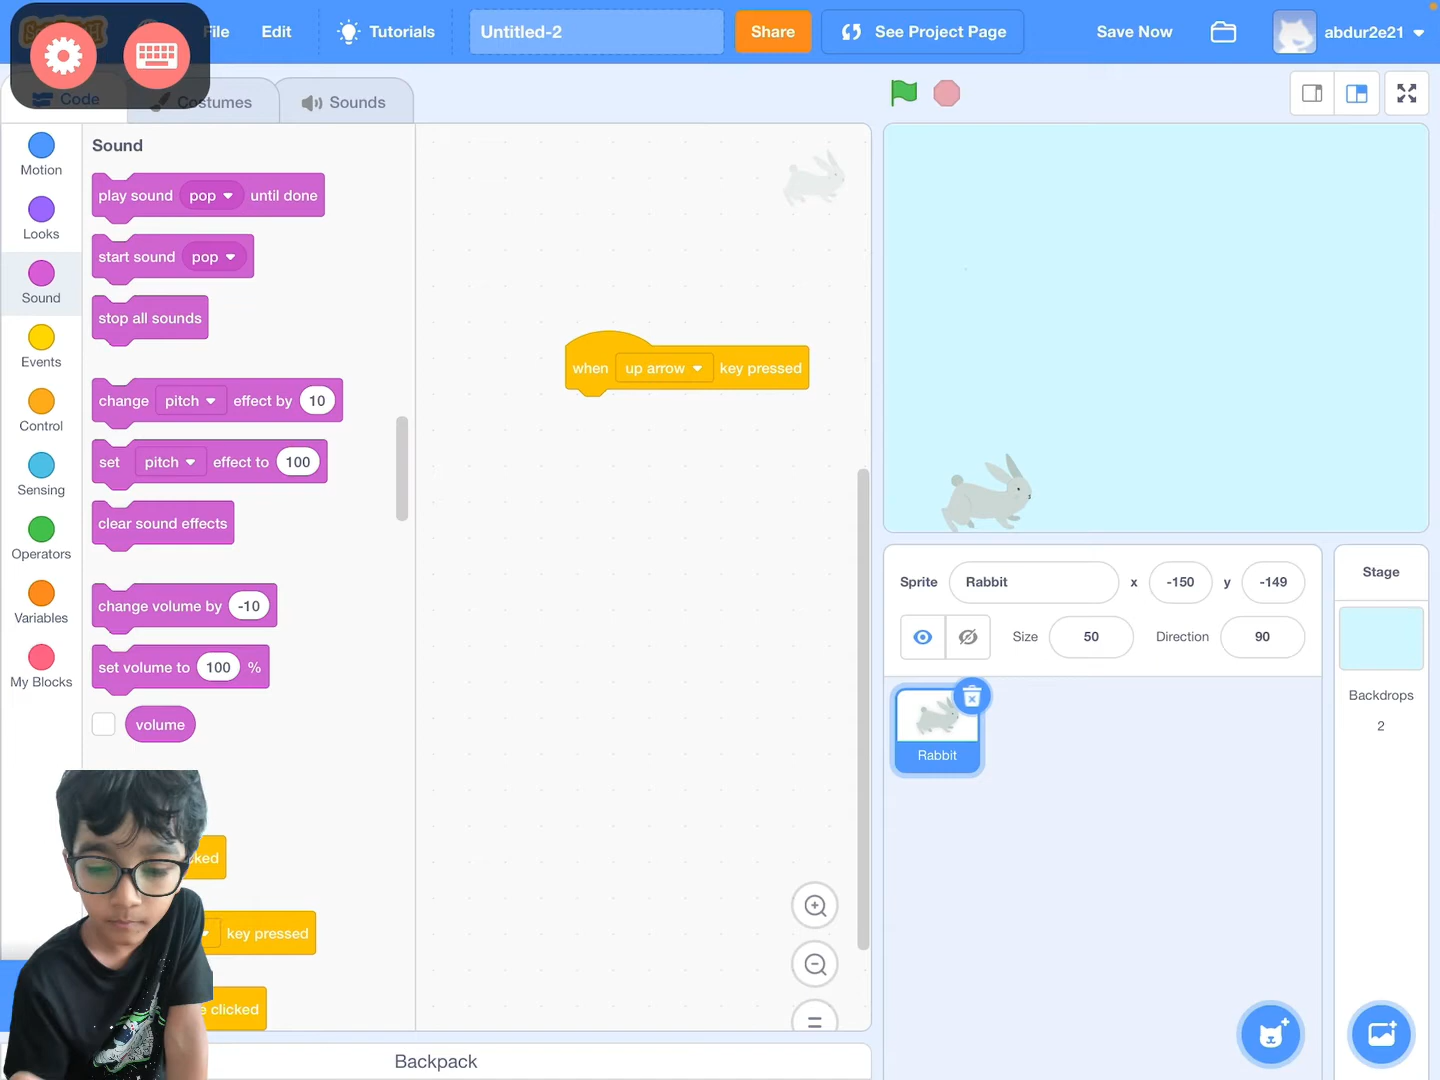 File Edit Tutorials Untitled-2 Share See Project Page Save Now abdur2e21
Code Costumes Sounds
Motion
Looks
Sound
Events
Control
Sensing
Operators
Variables
My Blocks
Sound
play sound pop until done
start sound pop
stop all sounds
change pitch effect by 10
set pitch effect to 100
clear sound effects
change volume by -10
set volume to 100 %
volume
key pressed
clicked
when up arrow key pressed
Backpack
Sprite Rabbit x -150 y -149
Size 50 Direction 90
Rabbit
Stage
Backdrops
2